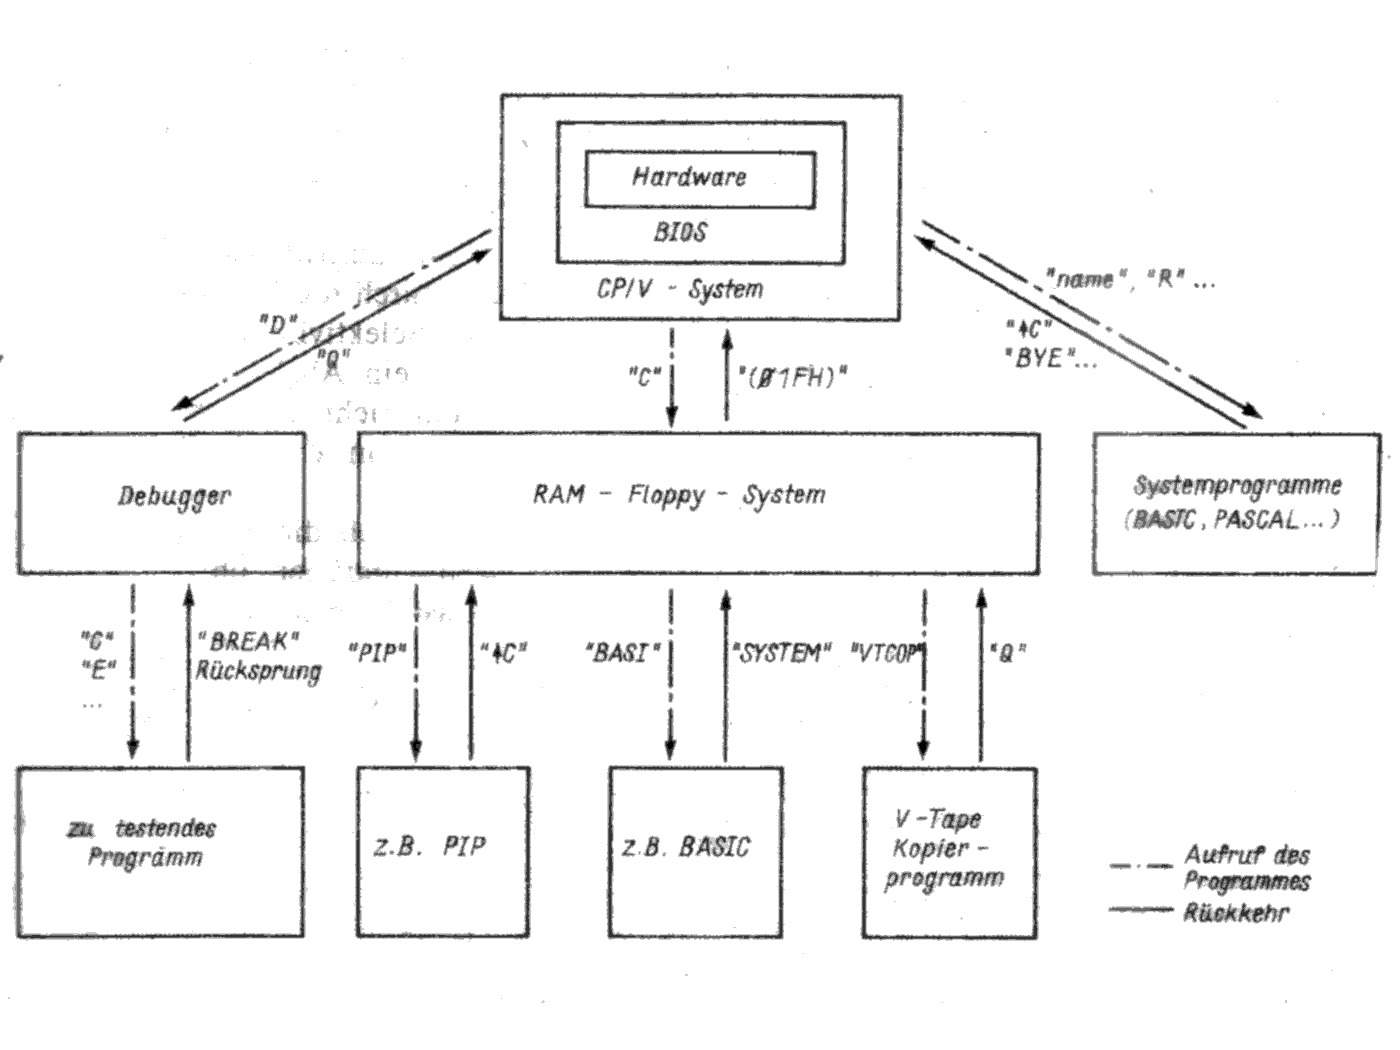 Hardware
BIOS
CP/V - System
"D"
"Q"
"C"
"(Ø1FH)"
"name", "R" ...
"↑C"
"BYE"...
Debugger
RAM - Floppy - System
Systemprogramme
(BASIC, PASCAL...)
"G"
"E"
...
"BREAK"
Rücksprung
"PIP"
"↑C"
"BASI"
"SYSTEM"
"VTCOP"
"Q"
zu testendes
Programm
z.B. PIP
z.B. BASIC
V-Tape
Kopier-
programm
Aufruf des
Programmes
Rückkehr